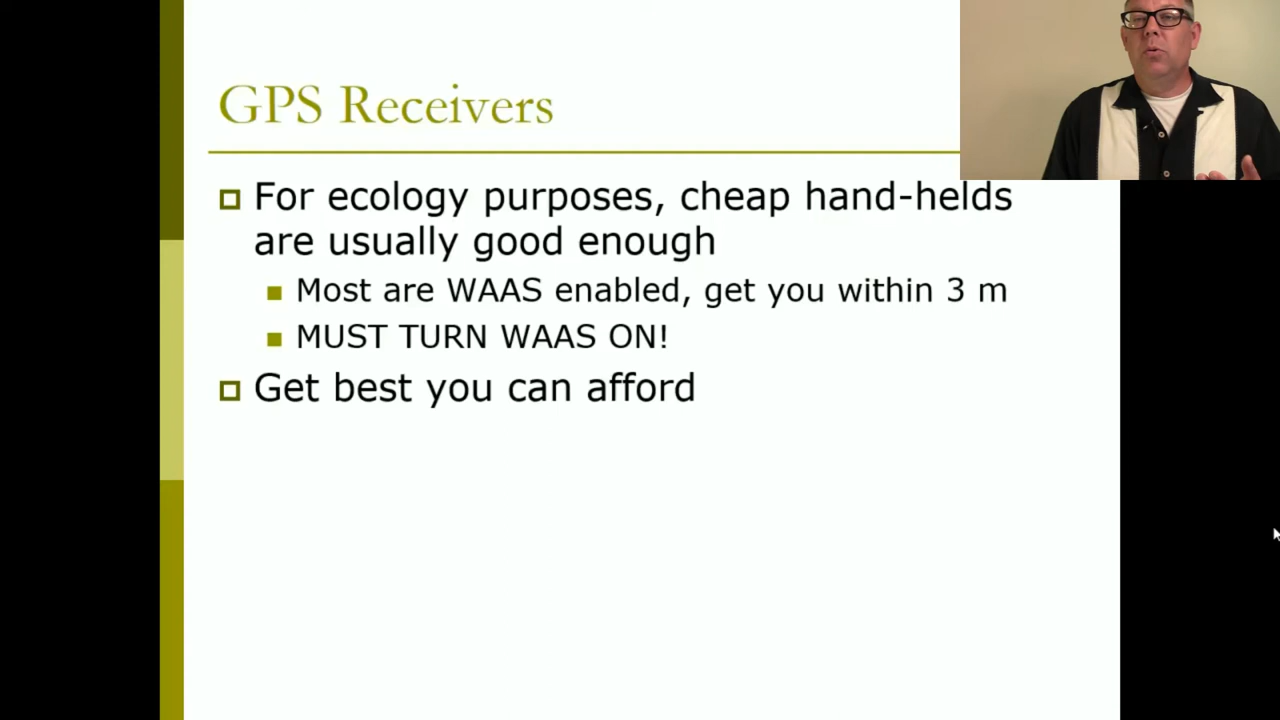 GPS Receivers
For ecology purposes, cheap hand-helds
are usually good enough
Most are WAAS enabled, get you within 3 m
MUST TURN WAAS ON!
Get best you can afford